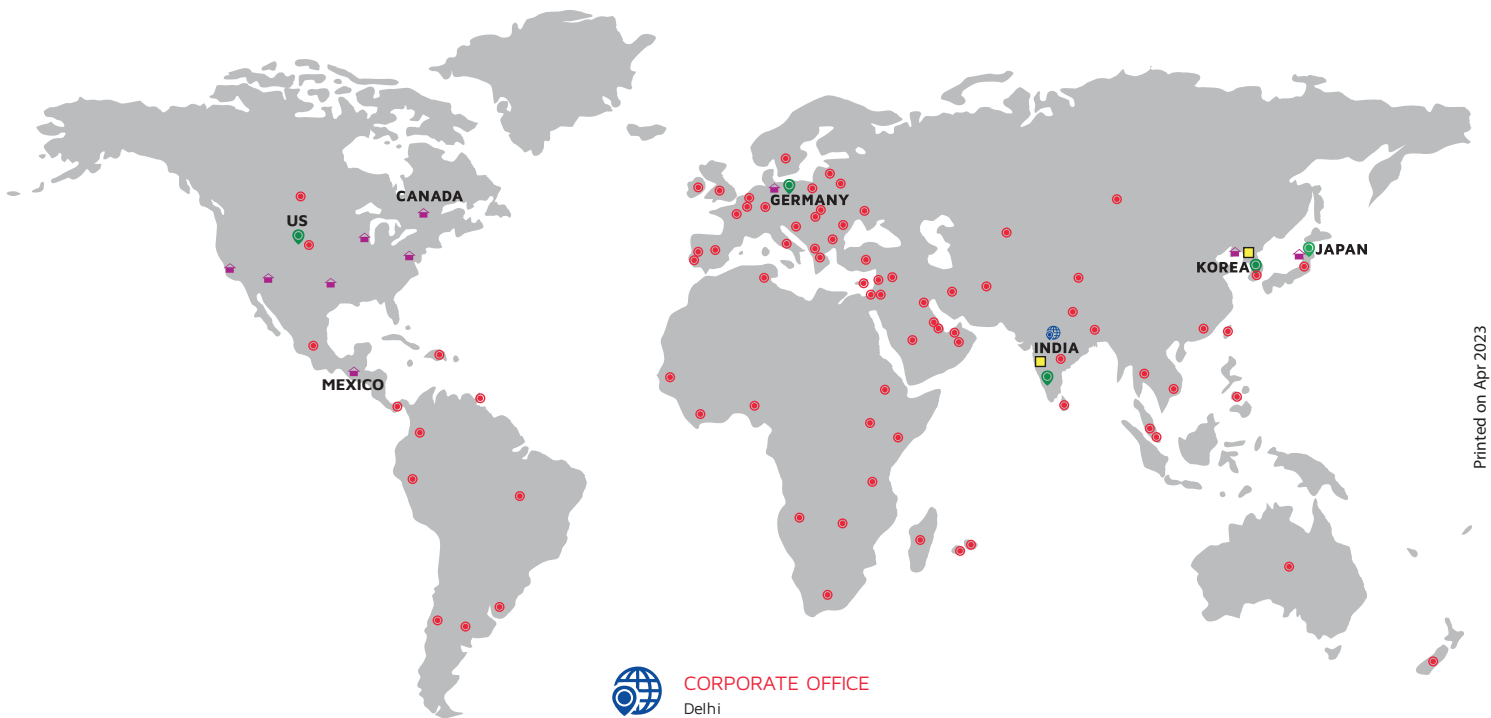 CANADA
US
GERMANY
JAPAN
KOREA
INDIA
MEXICO
Printed on Apr 2023
CORPORATE OFFICE
Delhi